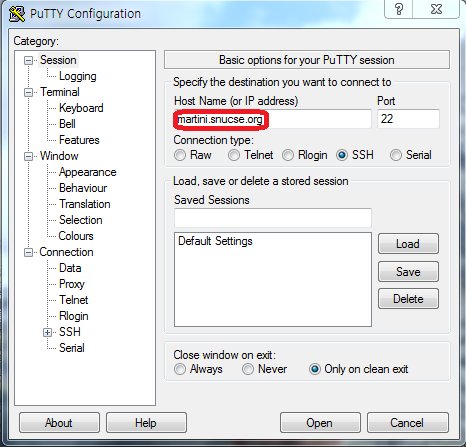 PuTTY Configuration
Category:
Session
Logging
Terminal
Keyboard
Bell
Features
Window
Appearance
Behaviour
Translation
Selection
Colours
Connection
Data
Proxy
Telnet
Rlogin
SSH
Serial
Basic options for your PuTTY session
Specify the destination you want to connect to
Host Name (or IP address) Port
martini.snucse.org 22
Connection type:
Raw Telnet Rlogin SSH Serial
Load, save or delete a stored session
Saved Sessions
Default Settings
Load
Save
Delete
Close window on exit:
Always Never Only on clean exit
About Help Open Cancel